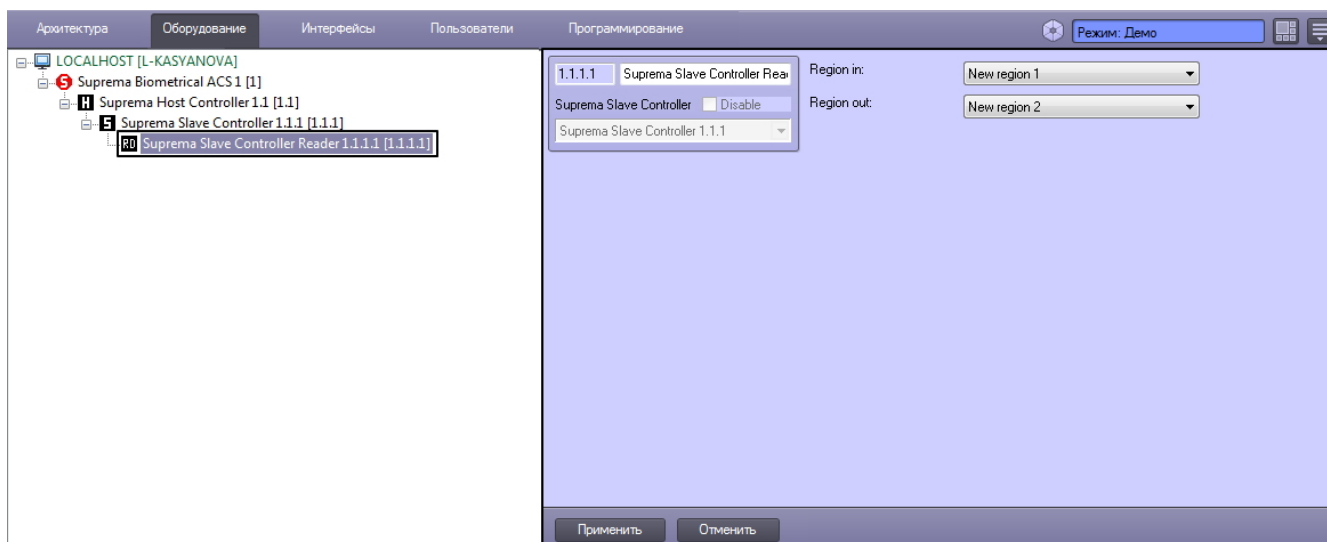 Архитектура Оборудование Интерфейсы Пользователи Программирование Режим: Демо
LOCALHOST [L-KASYANOVA]
Suprema Biometrical ACS 1 [1]
H Suprema Host Controller 1.1 [1.1]
S Suprema Slave Controller 1.1.1 [1.1.1]
RD Suprema Slave Controller Reader 1.1.1.1 [1.1.1.1]
1.1.1.1 Suprema Slave Controller Rea
Suprema Slave Controller Disable
Suprema Slave Controller 1.1.1
Region in: New region 1
Region out: New region 2
Применить Отменить